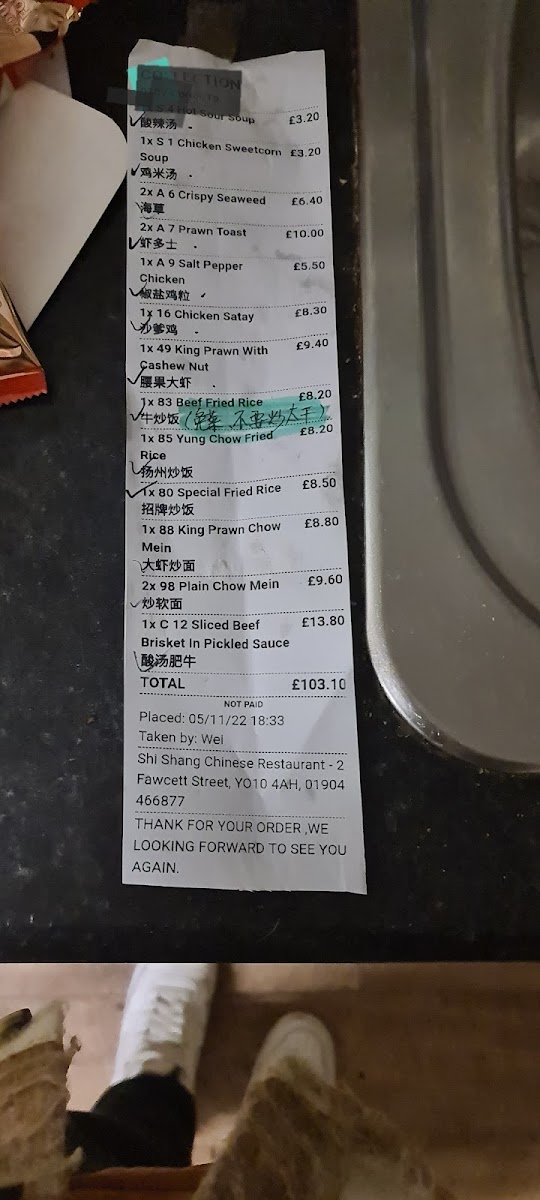 COLLECTION
S 4 Hot Sour Soup £3.20
酸辣汤
1x S 1 Chicken Sweetcorn £3.20
Soup
鸡米汤
2x A 6 Crispy Seaweed £6.40
海草
2x A 7 Prawn Toast £10.00
虾多士
1x A 9 Salt Pepper £5.50
Chicken
椒盐鸡粒
1x 16 Chicken Satay £8.30
沙爹鸡
1x 49 King Prawn With £9.40
Cashew Nut
腰果大虾
1x 83 Beef Fried Rice £8.20
牛炒饭 (免菜、不要炒太干)
1x 85 Yung Chow Fried £8.20
Rice
扬州炒饭
1x 80 Special Fried Rice £8.50
招牌炒饭
1x 88 King Prawn Chow £8.80
Mein
大虾炒面
2x 98 Plain Chow Mein £9.60
炒软面
1x C 12 Sliced Beef £13.80
Brisket In Pickled Sauce
酸汤肥牛
TOTAL £103.10
NOT PAID
Placed: 05/11/22 18:33
Taken by: Wei
Shi Shang Chinese Restaurant - 2
Fawcett Street, YO10 4AH, 01904
466877
THANK FOR YOUR ORDER ,WE
LOOKING FORWARD TO SEE YOU
AGAIN.